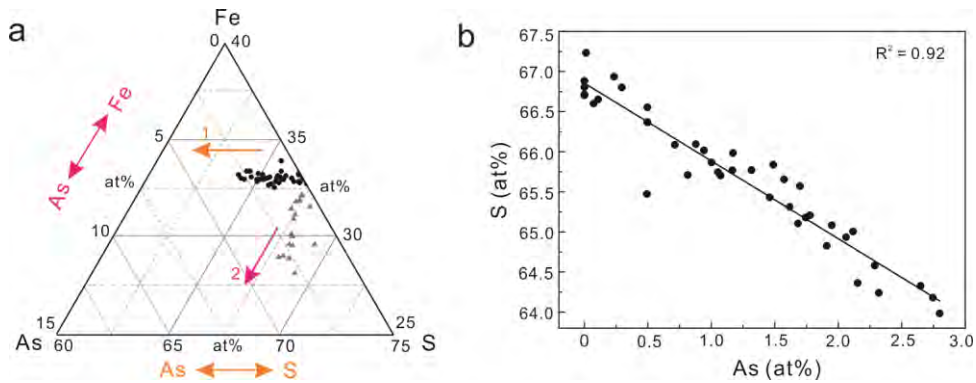 a
Fe
0 40
As Fe
5 35
1
at% at%
10 30
2
15 25
As S
60 65 70 75
at%
As S
b
R² = 0.92
S (at%)
67.5
67.0
66.5
66.0
65.5
65.0
64.5
64.0
0 0.5 1.0 1.5 2.0 2.5 3.0
As (at%)